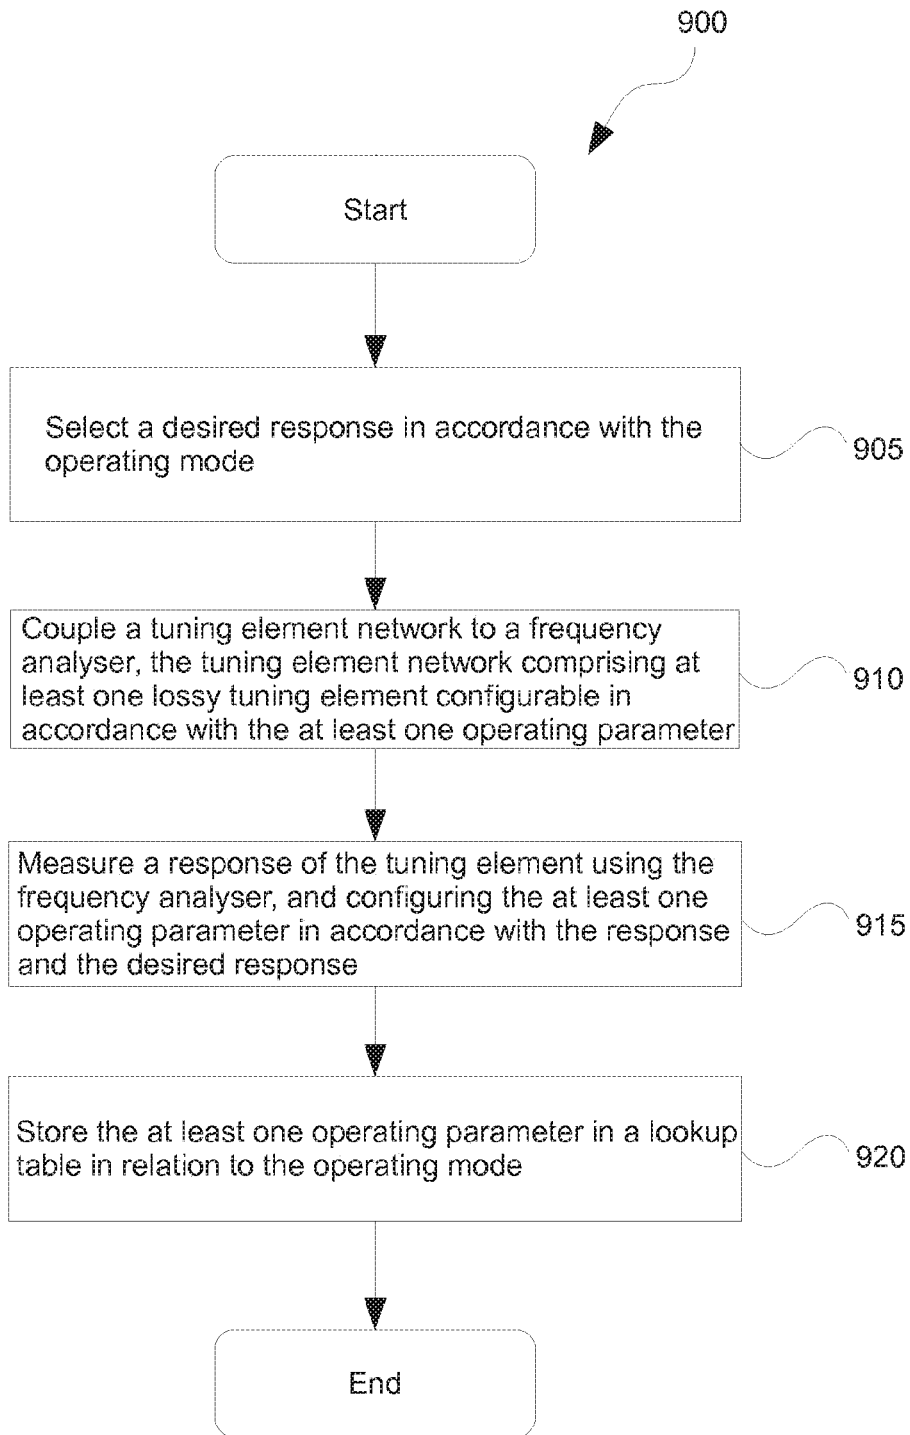 900
Start
Select a desired response in accordance with the
operating mode
905
Couple a tuning element network to a frequency
analyser, the tuning element network comprising at
least one lossy tuning element configurable in
accordance with the at least one operating parameter
910
Measure a response of the tuning element using the
frequency analyser, and configuring the at least one
operating parameter in accordance with the response
and the desired response
915
Store the at least one operating parameter in a lookup
table in relation to the operating mode
920
End